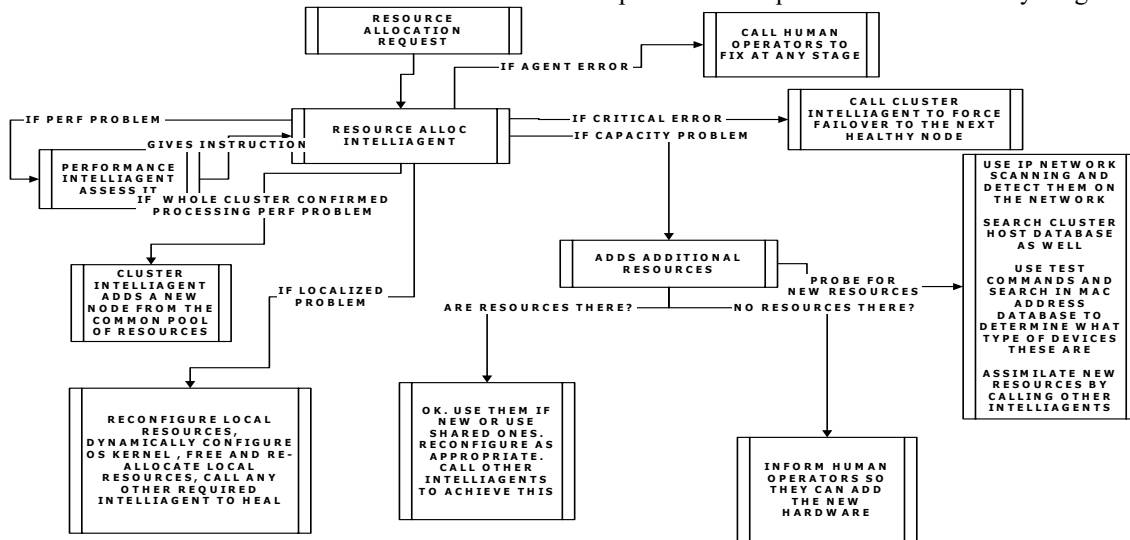 RESOURCE
ALLOCATION
REQUEST
CALL HUMAN
OPERATORS TO
FIX AT ANY STAGE
IF AGENT ERROR
IF PERF PROBLEM
GIVES INSTRUCTION
RESOURCE ALLOC
INTELLIAGENT
IF CRITICAL ERROR
IF CAPACITY PROBLEM
CALL CLUSTER
INTELLIAGENT TO FORCE
FAILOVER TO THE NEXT
HEALTHY NODE
PERFORMANCE
INTELLIAGENT
ASSESS IT
IF WHOLE CLUSTER CONFIRMED
PROCESSING PERF PROBLEM
USE IP NETWORK
SCANNING AND
DETECT THEM ON
THE NETWORK
SEARCH CLUSTER
HOST DATABASE
AS WELL
USE TEST
COMMANDS AND
SEARCH IN MAC
ADDRESS
DATABASE TO
DETERMINE WHAT
TYPE OF DEVICES
THESE ARE
ASSIMILATE NEW
RESOURCES BY
CALLING OTHER
INTELLIAGENTS
CLUSTER
INTELLIAGENT
ADDS A NEW
NODE FROM THE
COMMON POOL
OF RESOURCES
IF LOCALIZED
PROBLEM
ADDS ADDITIONAL
RESOURCES
PROBE FOR
NEW RESOURCES
ARE RESOURCES THERE?
NO RESOURCES THERE?
RECONFIGURE LOCAL
RESOURCES,
DYNAMICALLY CONFIGURE
OS KERNEL , FREE AND RE-
ALLOCATE LOCAL
RESOURCES, CALL ANY
OTHER REQUIRED
INTELLIAGENT TO HEAL
OK. USE THEM IF
NEW OR USE
SHARED ONES.
RECONFIGURE AS
APPROPRIATE.
CALL OTHER
INTELLIAGENTS
TO ACHIEVE THIS
INFORM HUMAN
OPERATORS SO
THEY CAN ADD
THE NEW
HARDWARE